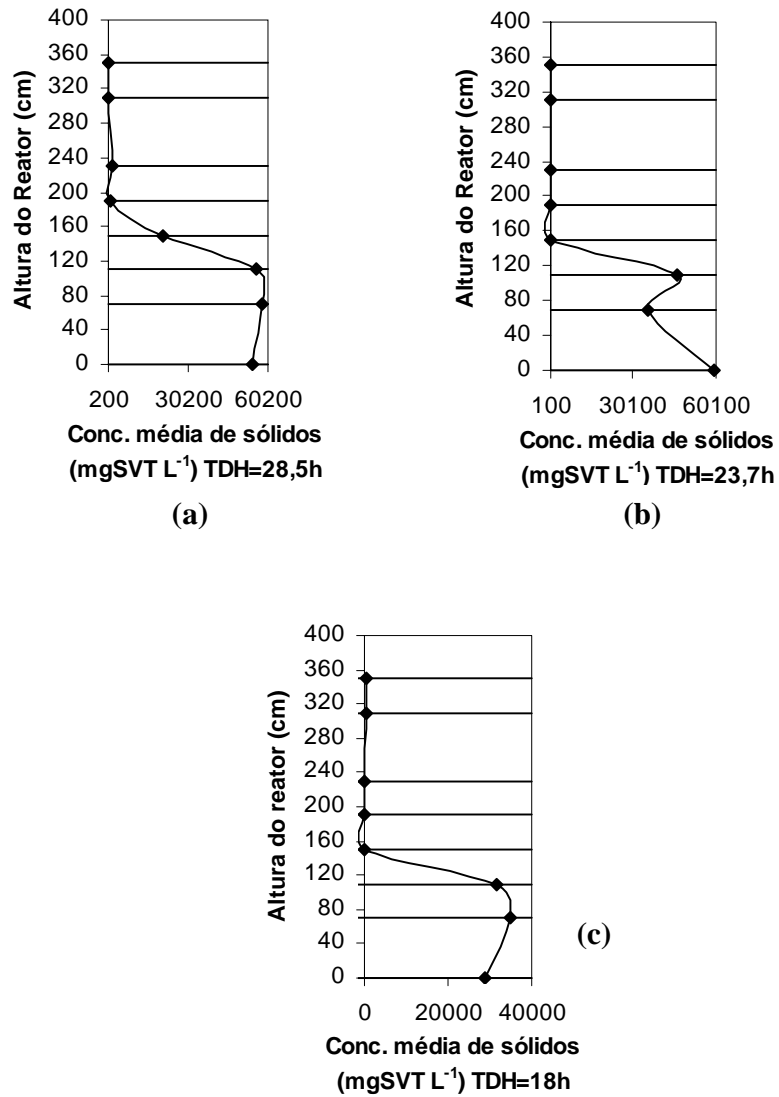 Altura do Reator (cm)
400
360
320
280
240
200
160
120
80
40
0
200 30200 60200
Conc. média de sólidos
(mgSVT L-1) TDH=28,5h
(a)
Altura do Reator (cm)
400
360
320
280
240
200
160
120
80
40
0
100 30100 60100
Conc. média de sólidos
(mgSVT L-1) TDH=23,7h
(b)
Altura do reator (cm)
400
360
320
280
240
200
160
120
80
40
0
0 20000 40000
Conc. média de sólidos
(mgSVT L-1) TDH=18h
(c)